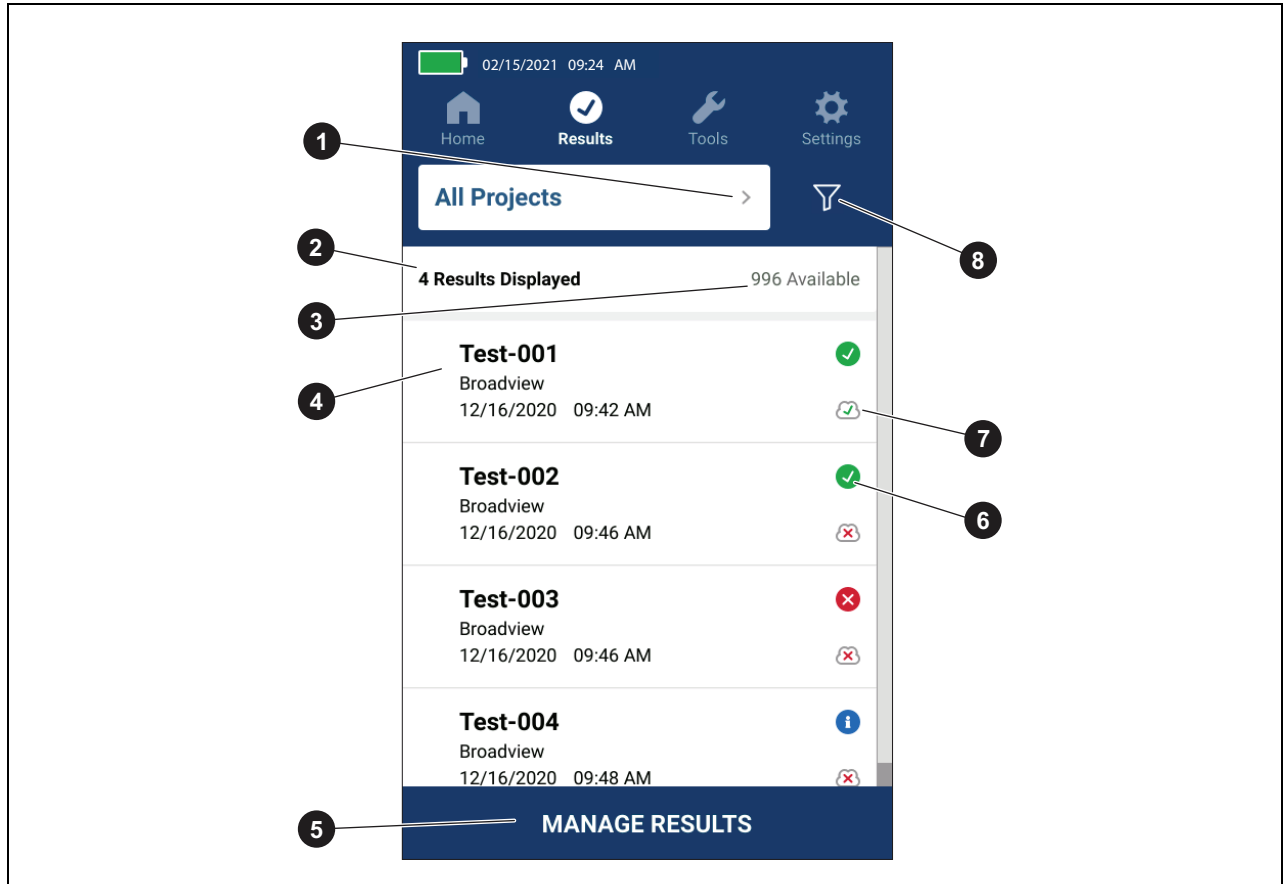 02/15/2021 09:24 AM
Home Results Tools Settings
1
All Projects
8
2
4 Results Displayed 996 Available
3
Test-001
Broadview
4
12/16/2020 09:42 AM
7
Test-002
Broadview
6
12/16/2020 09:46 AM
Test-003
Broadview
12/16/2020 09:46 AM
Test-004
Broadview
12/16/2020 09:48 AM
5
MANAGE RESULTS